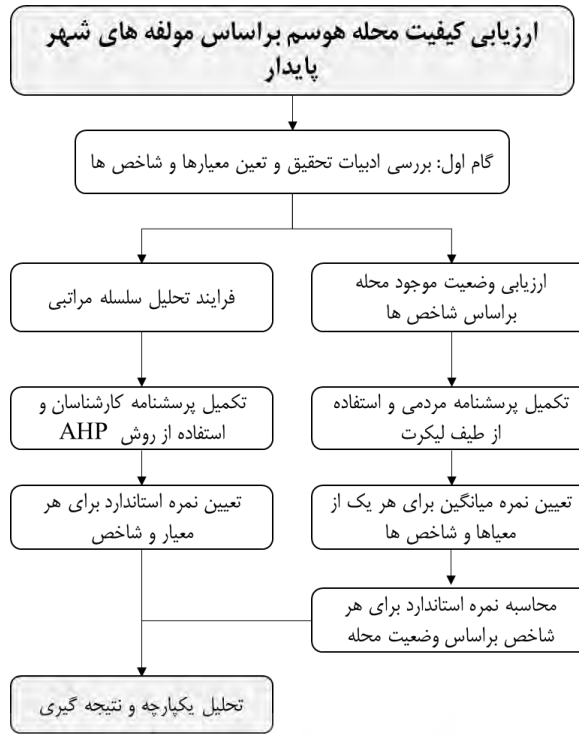 ارزیابی کیفیت محله هوسم براساس مولفه های شهر
پایدار
گام اول: بررسی ادبیات تحقیق و تعین معیارها و شاخص ها
ارزیابی وضعیت موجود محله
براساس شاخص ها
تکمیل پرسشنامه مردمی و استفاده
از طیف لیکرت
تعیین نمره میانگین برای هر یک از
معیاها و شاخص ها
محاسبه نمره استاندارد برای هر
شاخص براساس وضعیت محله
فرایند تحلیل سلسله مراتبی
تکمیل پرسشنامه کارشناسان و
استفاده از روش AHP
تعیین نمره استاندارد برای هر
معیار و شاخص
تحلیل یکپارچه و نتیجه گیری